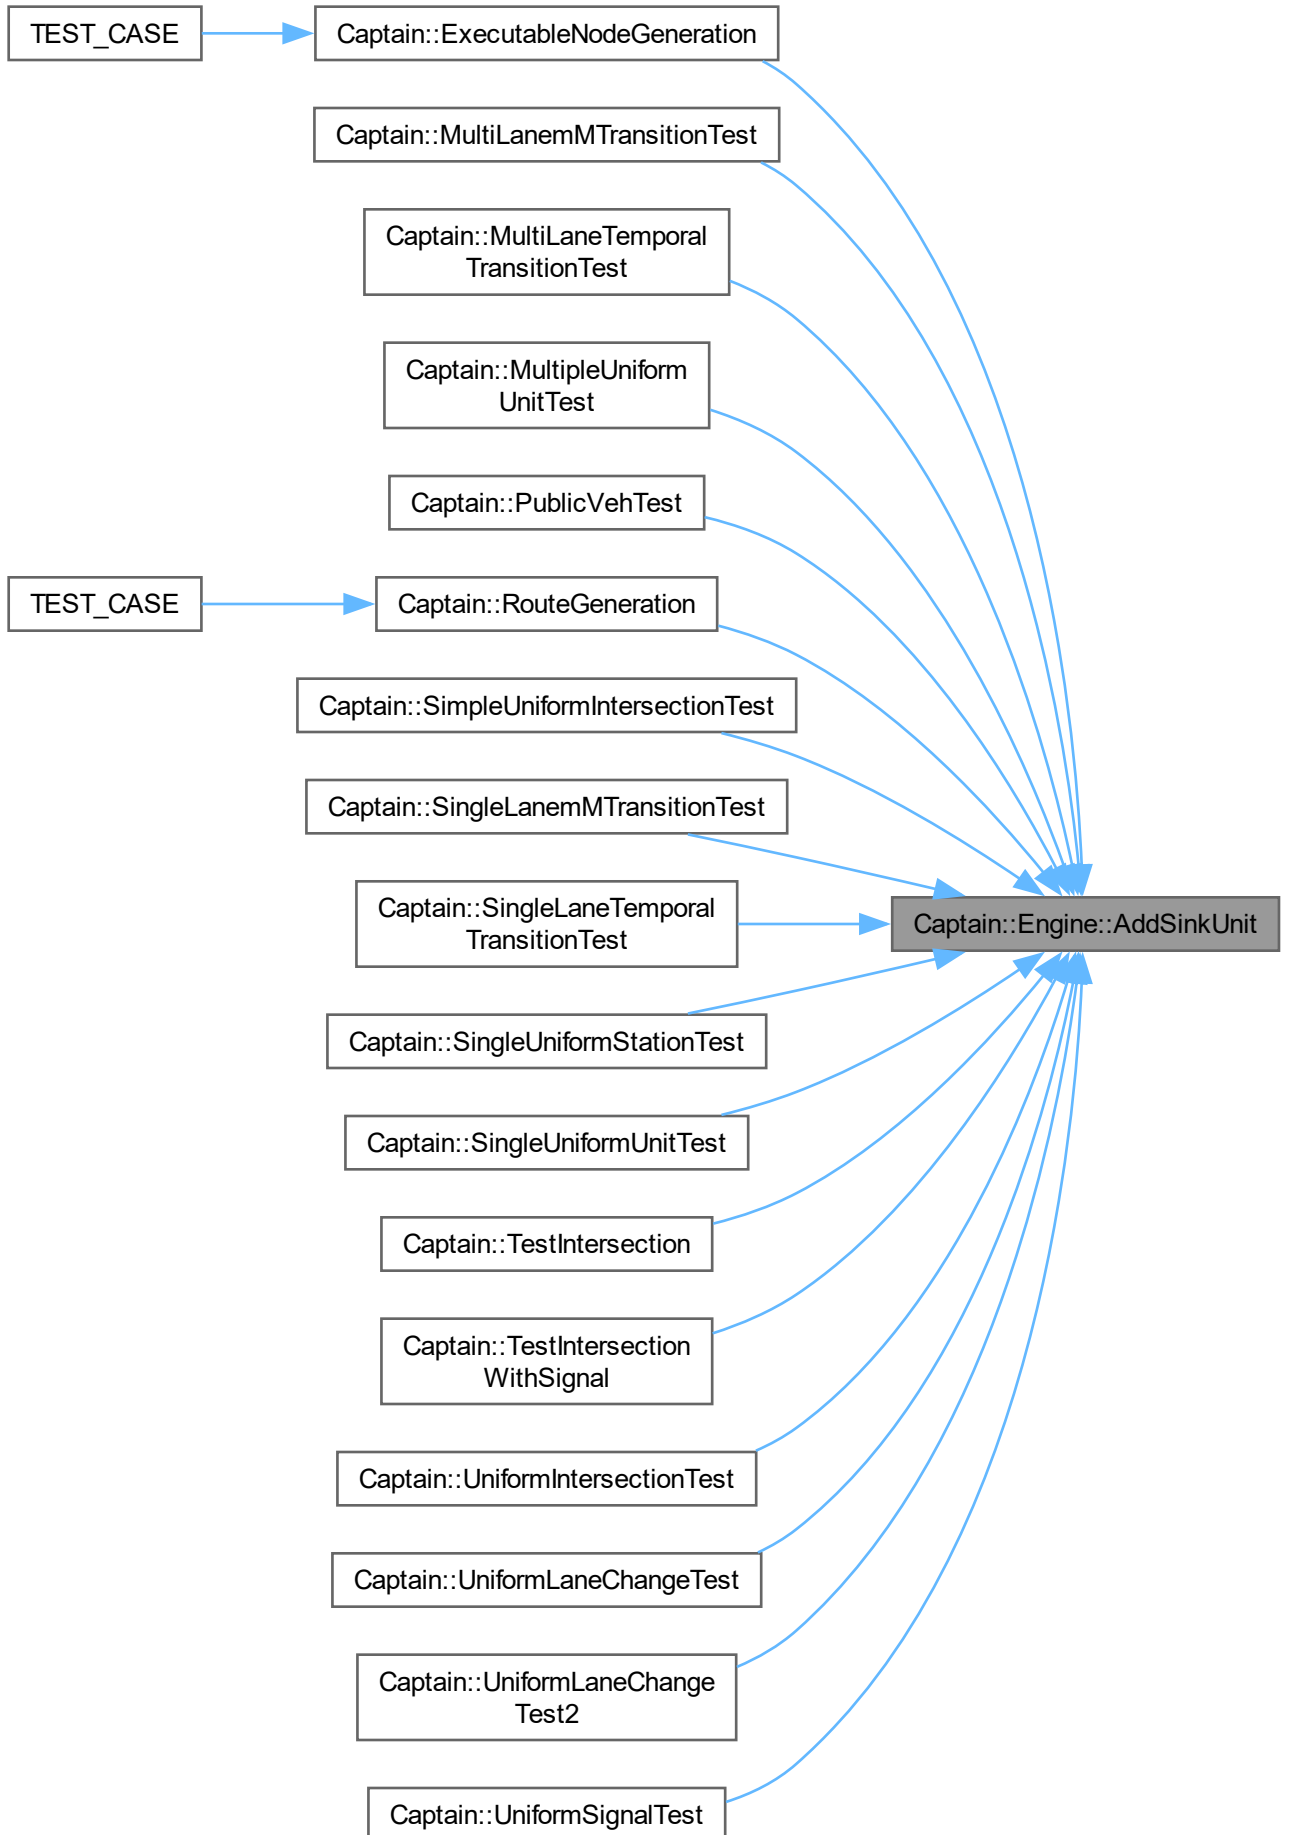 TEST_CASE
Captain::ExecutableNodeGeneration
Captain::MultiLanemMTransitionTest
Captain::MultiLaneTemporal
TransitionTest
Captain::MultipleUniform
UnitTest
Captain::PublicVehTest
TEST_CASE
Captain::RouteGeneration
Captain::SimpleUniformIntersectionTest
Captain::SingleLanemMTransitionTest
Captain::SingleLaneTemporal
TransitionTest
Captain::Engine::AddSinkUnit
Captain::SingleUniformStationTest
Captain::SingleUniformUnitTest
Captain::TestIntersection
Captain::TestIntersection
WithSignal
Captain::UniformIntersectionTest
Captain::UniformLaneChangeTest
Captain::UniformLaneChange
Test2
Captain::UniformSignalTest